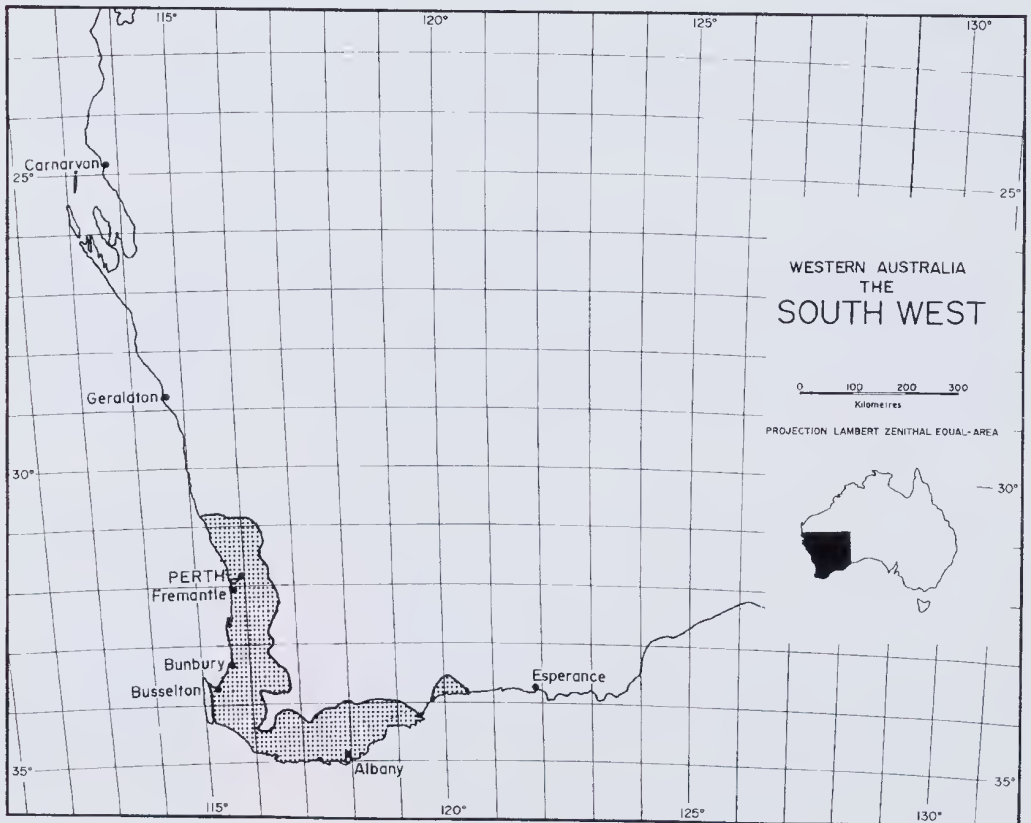 115°
120°
125°
130°
Carnarvon
25°
25°
WESTERN AUSTRALIA
THE
SOUTH WEST
0 100 200 300
Kilometres
Geraldton
PROJECTION LAMBERT ZENITHAL EQUAL-AREA
30°
30°
PERTH
Fremantle
Bunbury
Busselton
Esperance
Albany
35°
35°
115°
120°
125°
130°